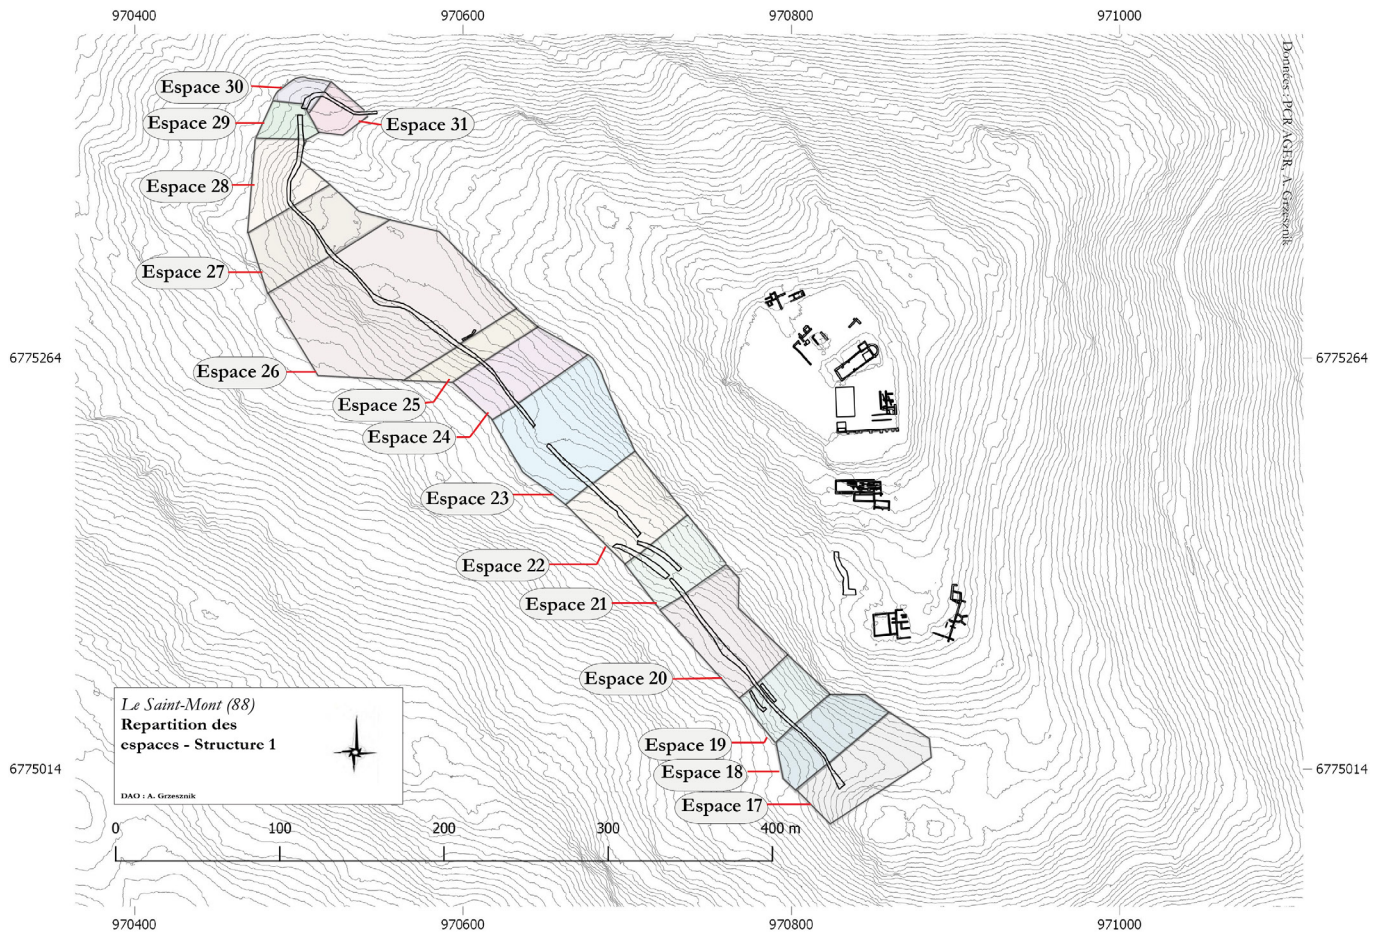 970400 970600 970800 971000
Données : PCR AGER, A. Grzesznik
Espace 30
Espace 29
Espace 31
Espace 28
Espace 27
6775264 6775264
Espace 26
Espace 25
Espace 24
Espace 23
Espace 22
Espace 21
Espace 20
Espace 19
Espace 18
Espace 17
Le Saint-Mont (88)
Repartition des
espaces - Structure 1
DAO : A. Grzesznik
6775014 6775014
0 100 200 300 400 m
970400 970600 970800 971000